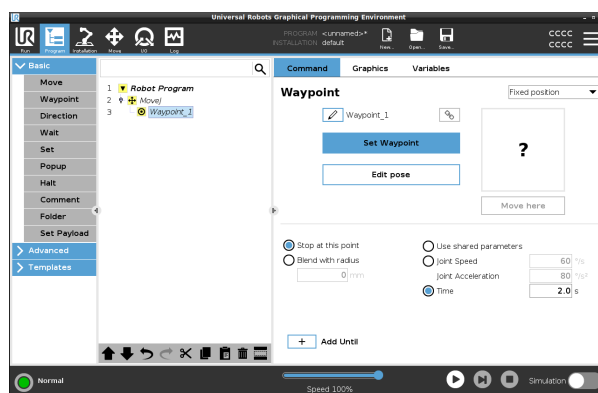 Universal Robots Graphical Programming Environment
UR
PROGRAM <unnamed>*
INSTALLATION default
CCCC
CCCC
Run Program Installation Move I/O Log New... Open... Save...
Basic
Move
Waypoint
Direction
Wait
Set
Popup
Halt
Comment
Folder
Set Payload
Advanced
Templates
1 Robot Program
2 MoveJ
3 Waypoint_1
Command Graphics Variables
Waypoint
Fixed position
Waypoint_1
Set Waypoint
Edit pose
?
Move here
Stop at this point
Blend with radius
0 mm
Use shared parameters
Joint Speed 60 °/s
Joint Acceleration 80 °/s²
Time 2.0 s
+ Add Until
Normal
Speed 100%
Simulation